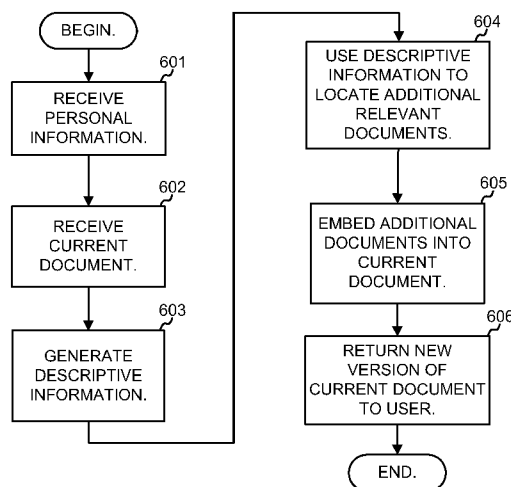 BEGIN.
601
RECEIVE
PERSONAL
INFORMATION.
602
RECEIVE
CURRENT
DOCUMENT.
603
GENERATE
DESCRIPTIVE
INFORMATION.
604
USE DESCRIPTIVE
INFORMATION TO
LOCATE ADDITIONAL
RELEVANT
DOCUMENTS.
605
EMBED ADDITIONAL
DOCUMENTS INTO
CURRENT
DOCUMENT.
606
RETURN NEW
VERSION OF
CURRENT DOCUMENT
TO USER.
END.